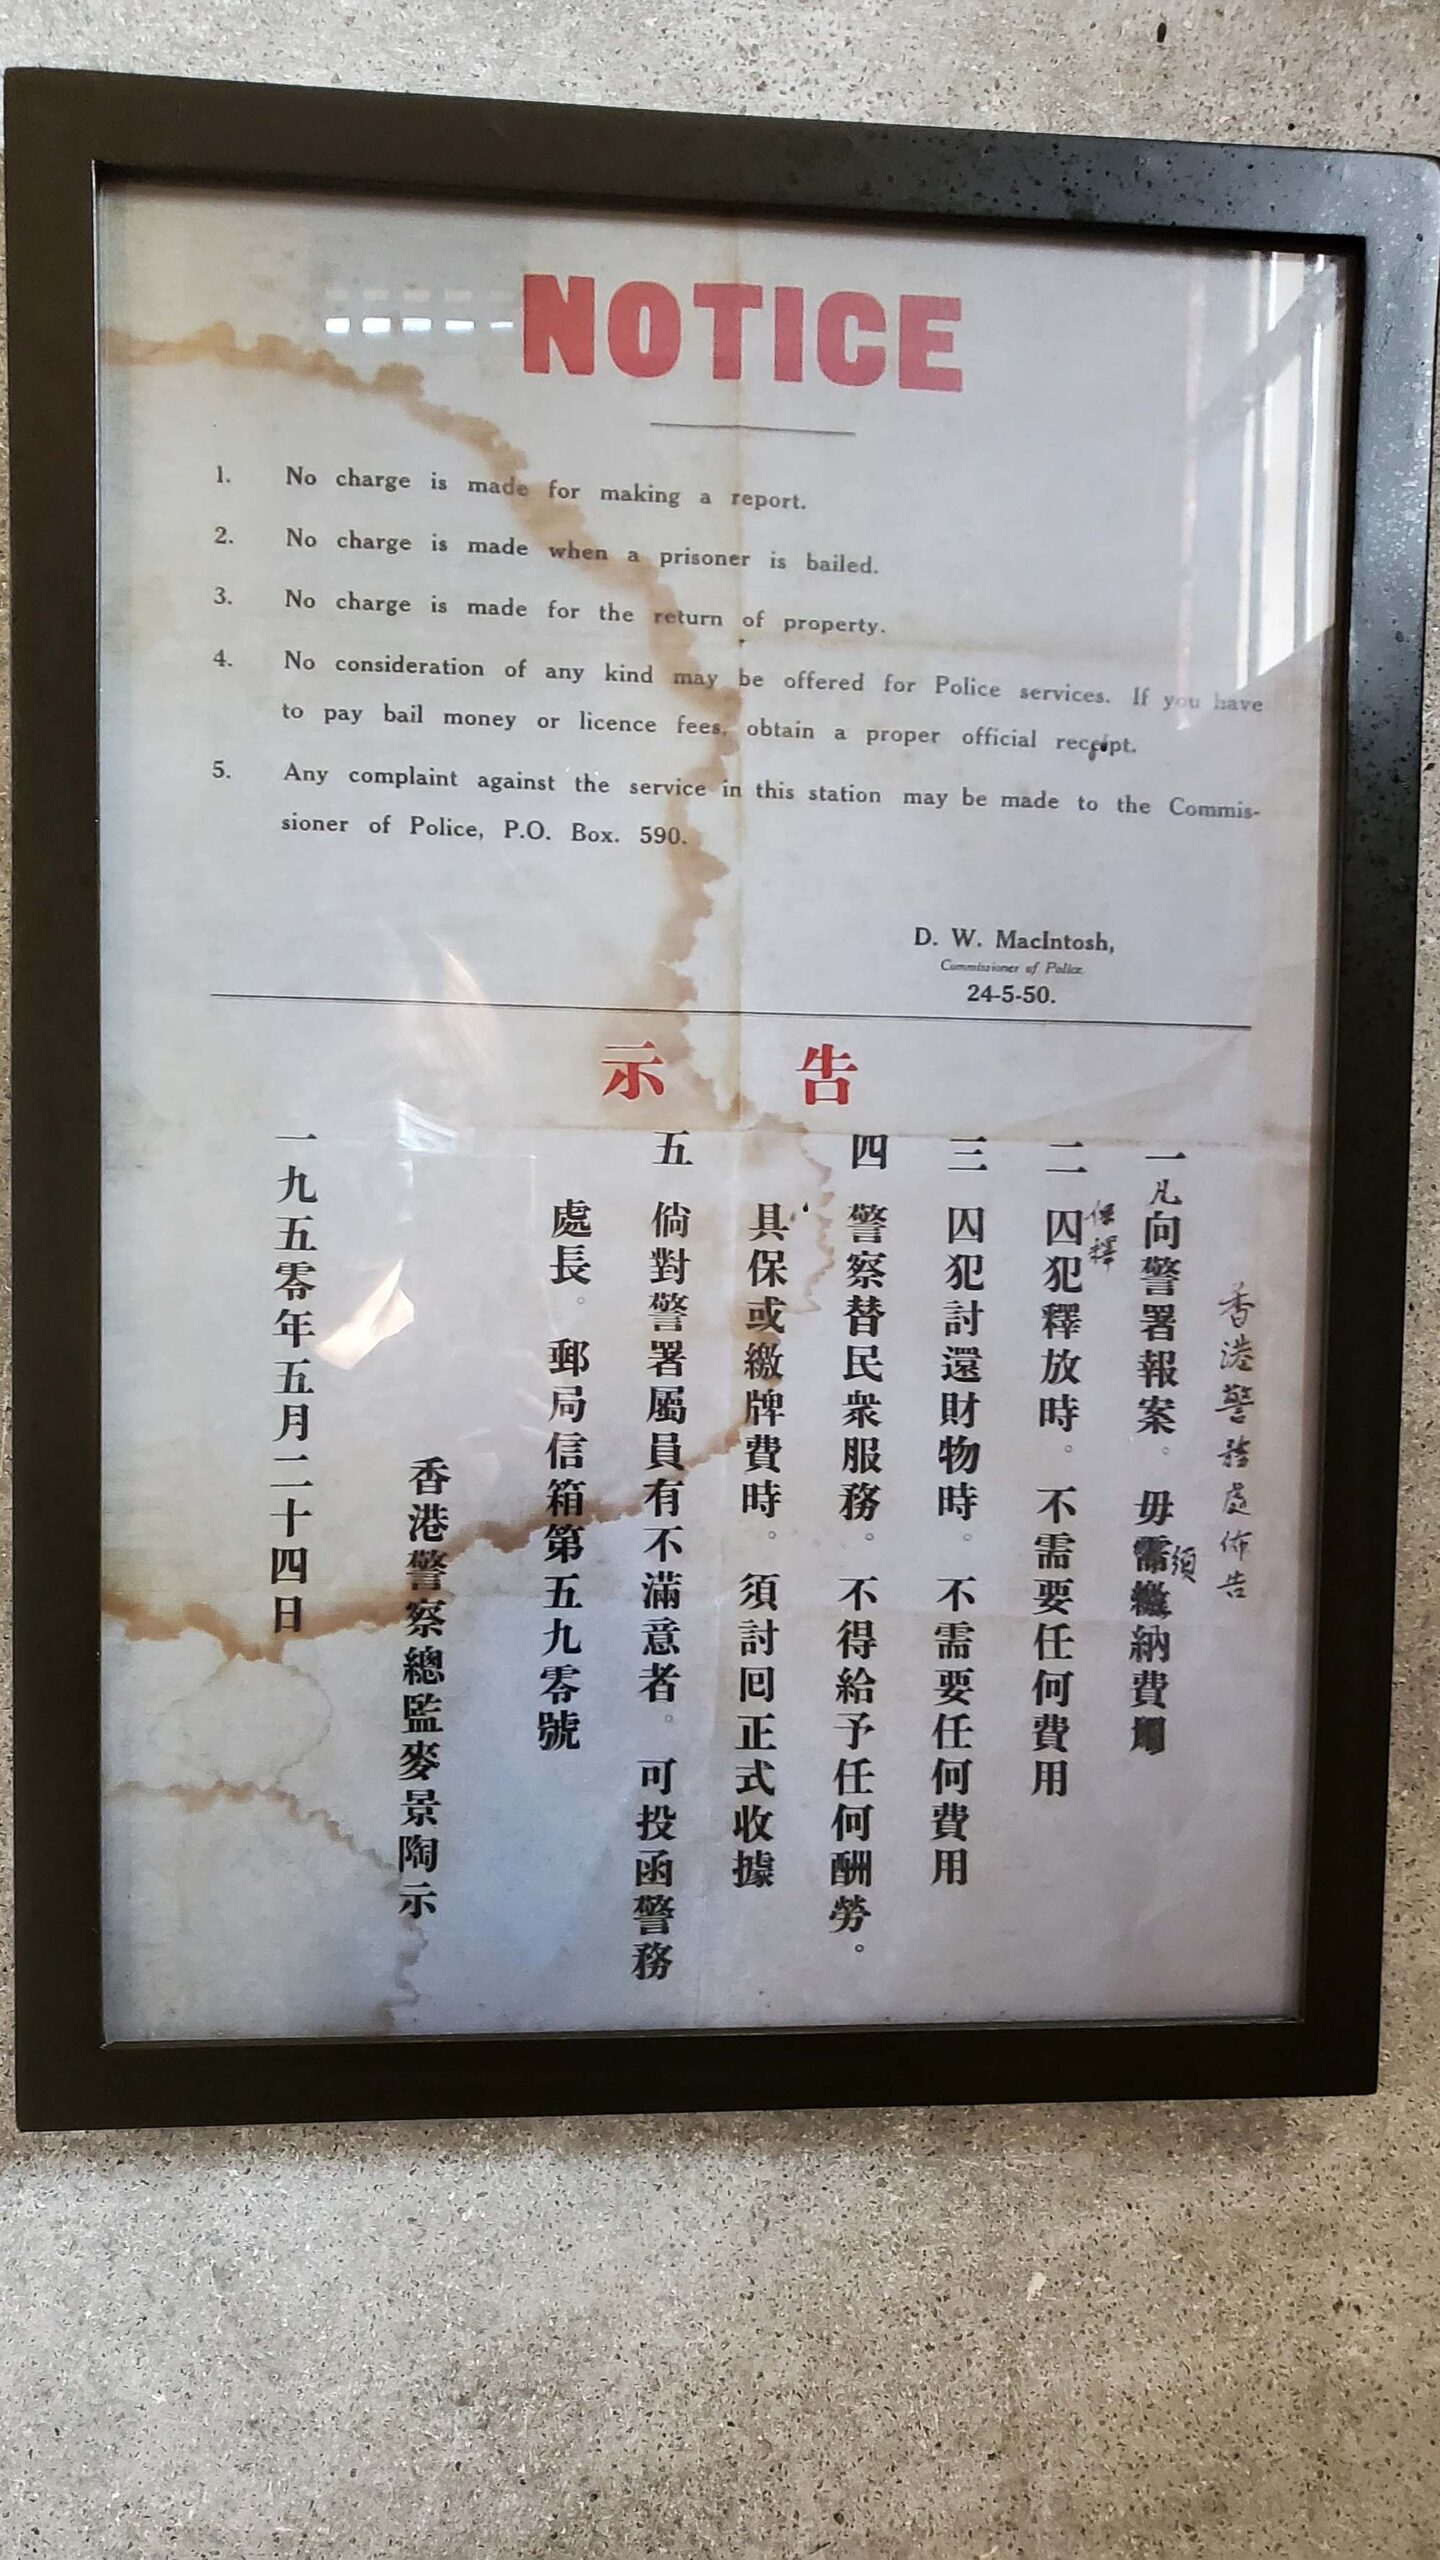 NOTICE
1. No charge is made for making a report.
2. No charge is made when a prisoner is bailed.
3. No charge is made for the return of property.
4. No consideration of any kind may be offered for Police services. If you have
to pay bail money or licence fees, obtain a proper official receipt.
5. Any complaint against the service in this station may be made to the Commis-
sioner of Police, P.O. Box. 590.
D. W. MacIntosh,
Commissioner of Police.
24-5-50.
告示
香港警務處佈告
一凡向警署報案。毋須繳納費用
保釋
二 囚犯釋放時。不需要任何費用
三 囚犯討還財物時。不需要任何費用
四 警察替民衆服務。不得給予任何酬勞。
具保或繳牌費時。須討囘正式收據
五 倘對警署屬員有不滿意者。可投函警務
處長。郵局信箱第五九零號
香港警察總監麥景陶示
一九五零年五月二十四日